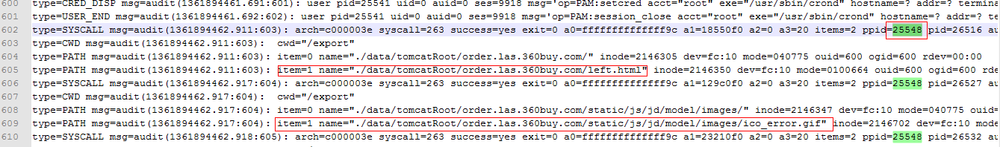 600 type=CRED_DISP msg=audit(1361894461.691:601): user pid=25541 uid=0 auid=0 ses=9918 msg='op=PAM:setcred acct="root" exe="/usr/sbin/crond" hostname=? addr=? termina
601 type=USER_END msg=audit(1361894461.692:602): user pid=25541 uid=0 auid=0 ses=9918 msg='op=PAM:session_close acct="root" exe="/usr/sbin/crond" hostname=? addr=? t
602 type=SYSCALL msg=audit(1361894462.911:603): arch=c000003e syscall=263 success=yes exit=0 a0=ffffffffffffff9c a1=18550f0 a2=0 a3=20 items=2 ppid=25548 pid=26516 au
603 type=CWD msg=audit(1361894462.911:603): cwd="/export"
604 type=PATH msg=audit(1361894462.911:603): item=0 name="./data/tomcatRoot/order.las.360buy.com/" inode=2146305 dev=fc:10 mode=040775 ouid=600 ogid=600 rdev=00:00
605 type=PATH msg=audit(1361894462.911:603): item=1 name="./data/tomcatRoot/order.las.360buy.com/left.html" inode=2146350 dev=fc:10 mode=0100664 ouid=600 ogid=600 rde
606 type=SYSCALL msg=audit(1361894462.917:604): arch=c000003e syscall=263 success=yes exit=0 a0=ffffffffffffff9c a1=129c0f0 a2=0 a3=20 items=2 ppid=25548 pid=26527 au
607 type=CWD msg=audit(1361894462.917:604): cwd="/export"
608 type=PATH msg=audit(1361894462.917:604): item=0 name="./data/tomcatRoot/order.las.360buy.com/static/js/jd/model/images/" inode=2146347 dev=fc:10 mode=040775 ouid=
609 type=PATH msg=audit(1361894462.917:604): item=1 name="./data/tomcatRoot/order.las.360buy.com/static/js/jd/model/images/ico_error.gif" inode=2146702 dev=fc:10 mode
610 type=SYSCALL msg=audit(1361894462.918:605): arch=c000003e syscall=263 success=yes exit=0 a0=ffffffffffffff9c a1=23210f0 a2=0 a3=20 items=2 ppid=25548 pid=26532 au